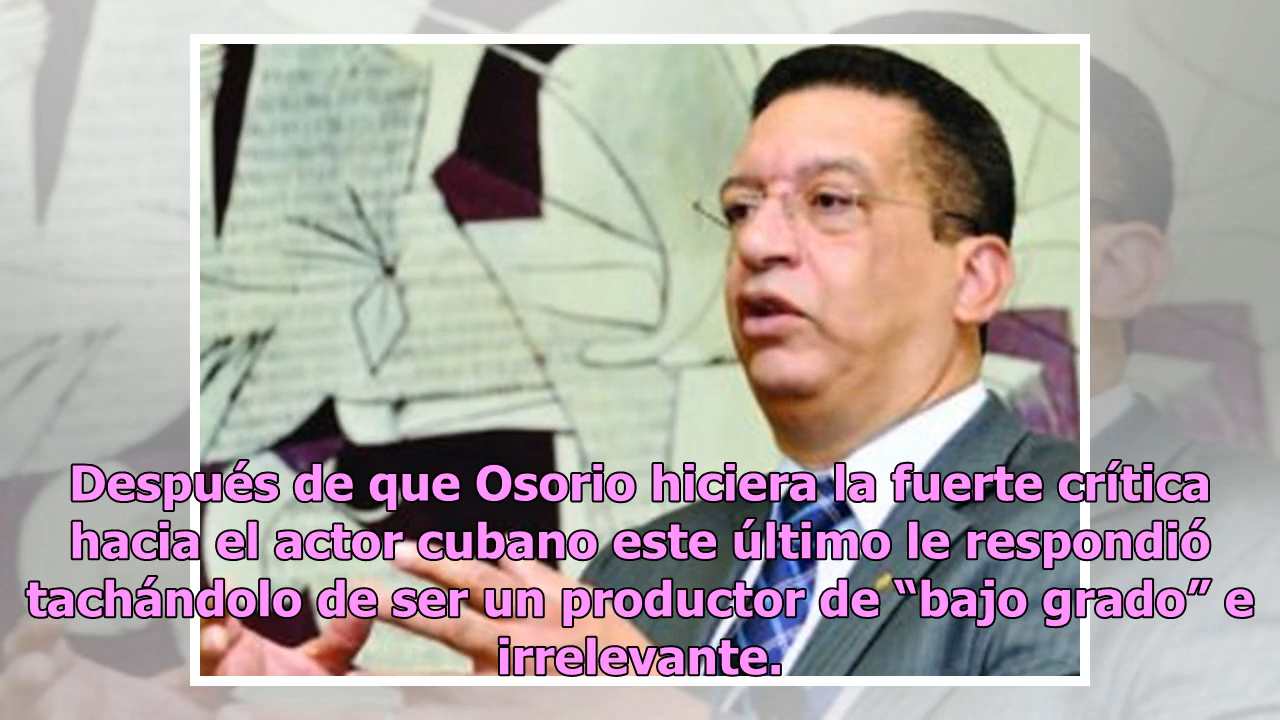 Después de que Osorio hiciera la fuerte crítica
hacia el actor cubano este último le respondió
tachándolo de ser un productor de “bajo grado” e
irrelevante.